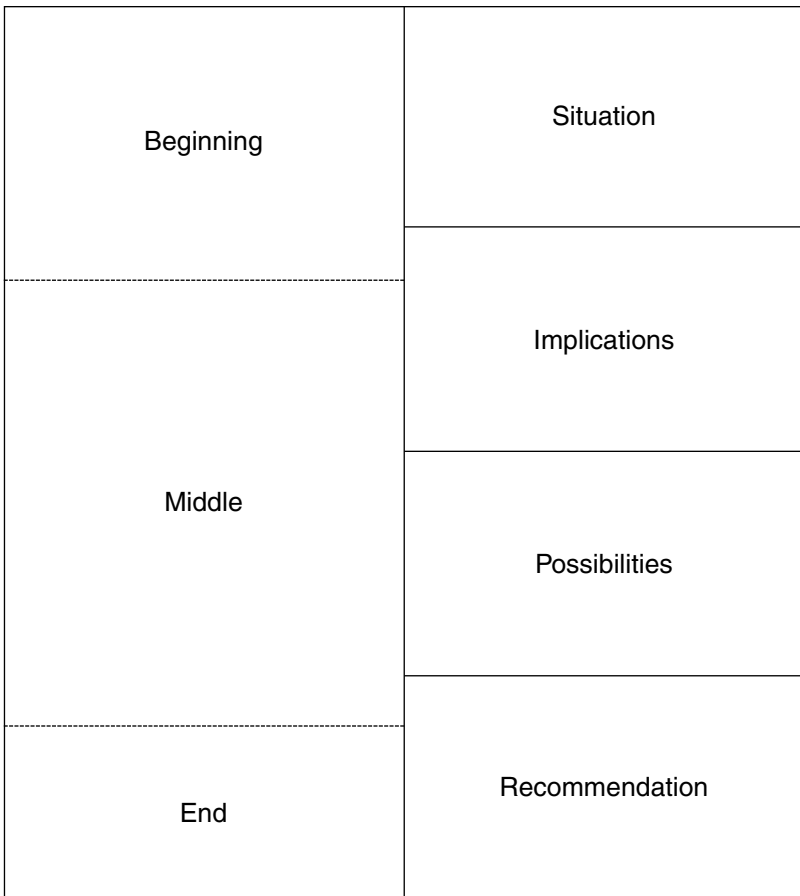 Beginning
Middle
End
Situation
Implications
Possibilities
Recommendation